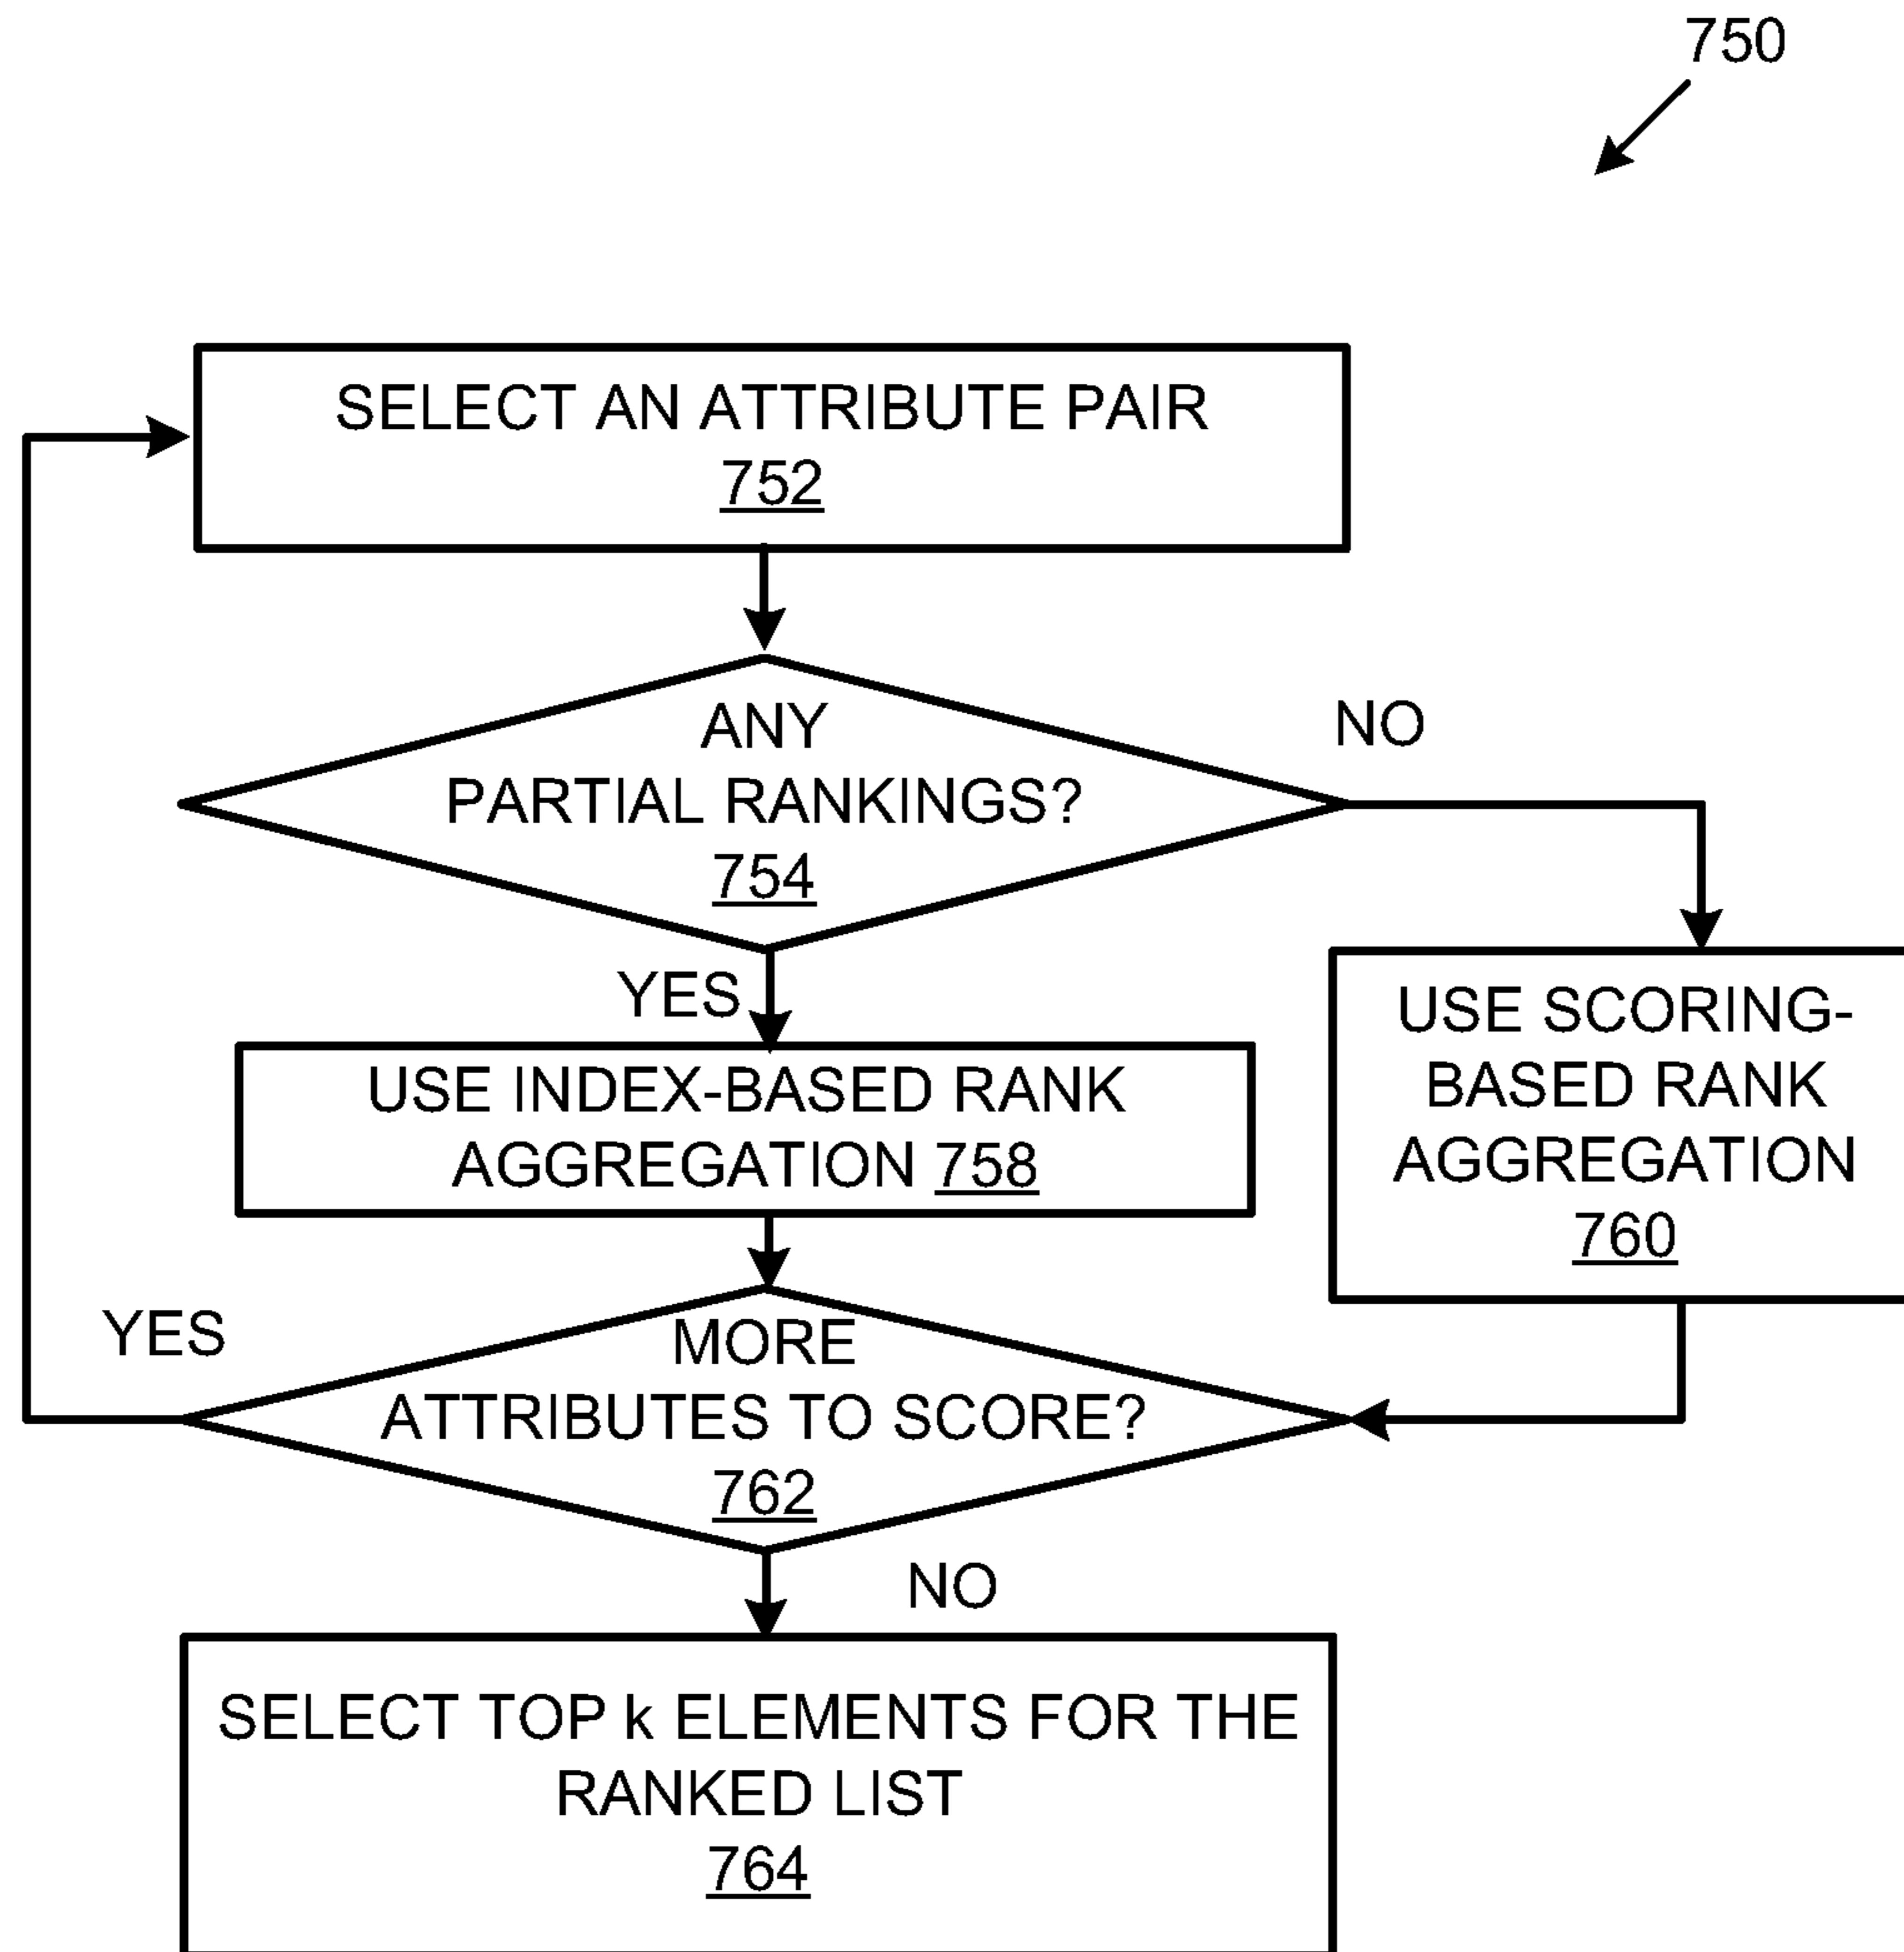 750
SELECT AN ATTRIBUTE PAIR
752
ANY
PARTIAL RANKINGS?
754
NO
YES
USE INDEX-BASED RANK
AGGREGATION 758
USE SCORING-
BASED RANK
AGGREGATION
760
YES
MORE
ATTRIBUTES TO SCORE?
762
NO
SELECT TOP k ELEMENTS FOR THE
RANKED LIST
764